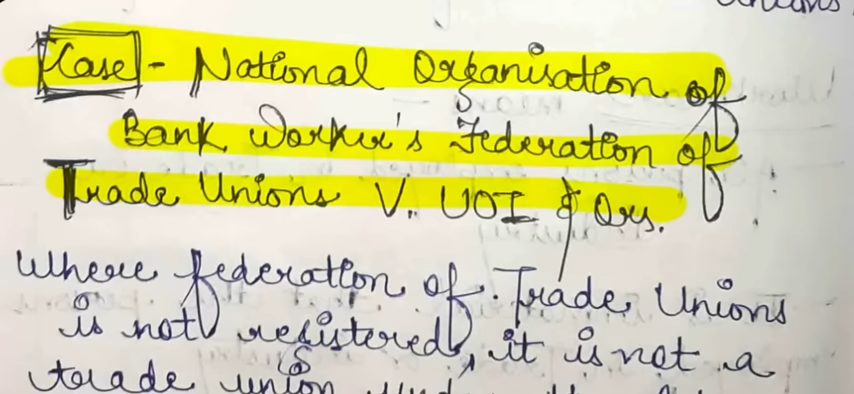 Case - National Organisation of
Bank Worker's Federation of
Trade Unions V. UOI & Ors.
Where federation of Trade Unions
is not registered, it is not a
trade union